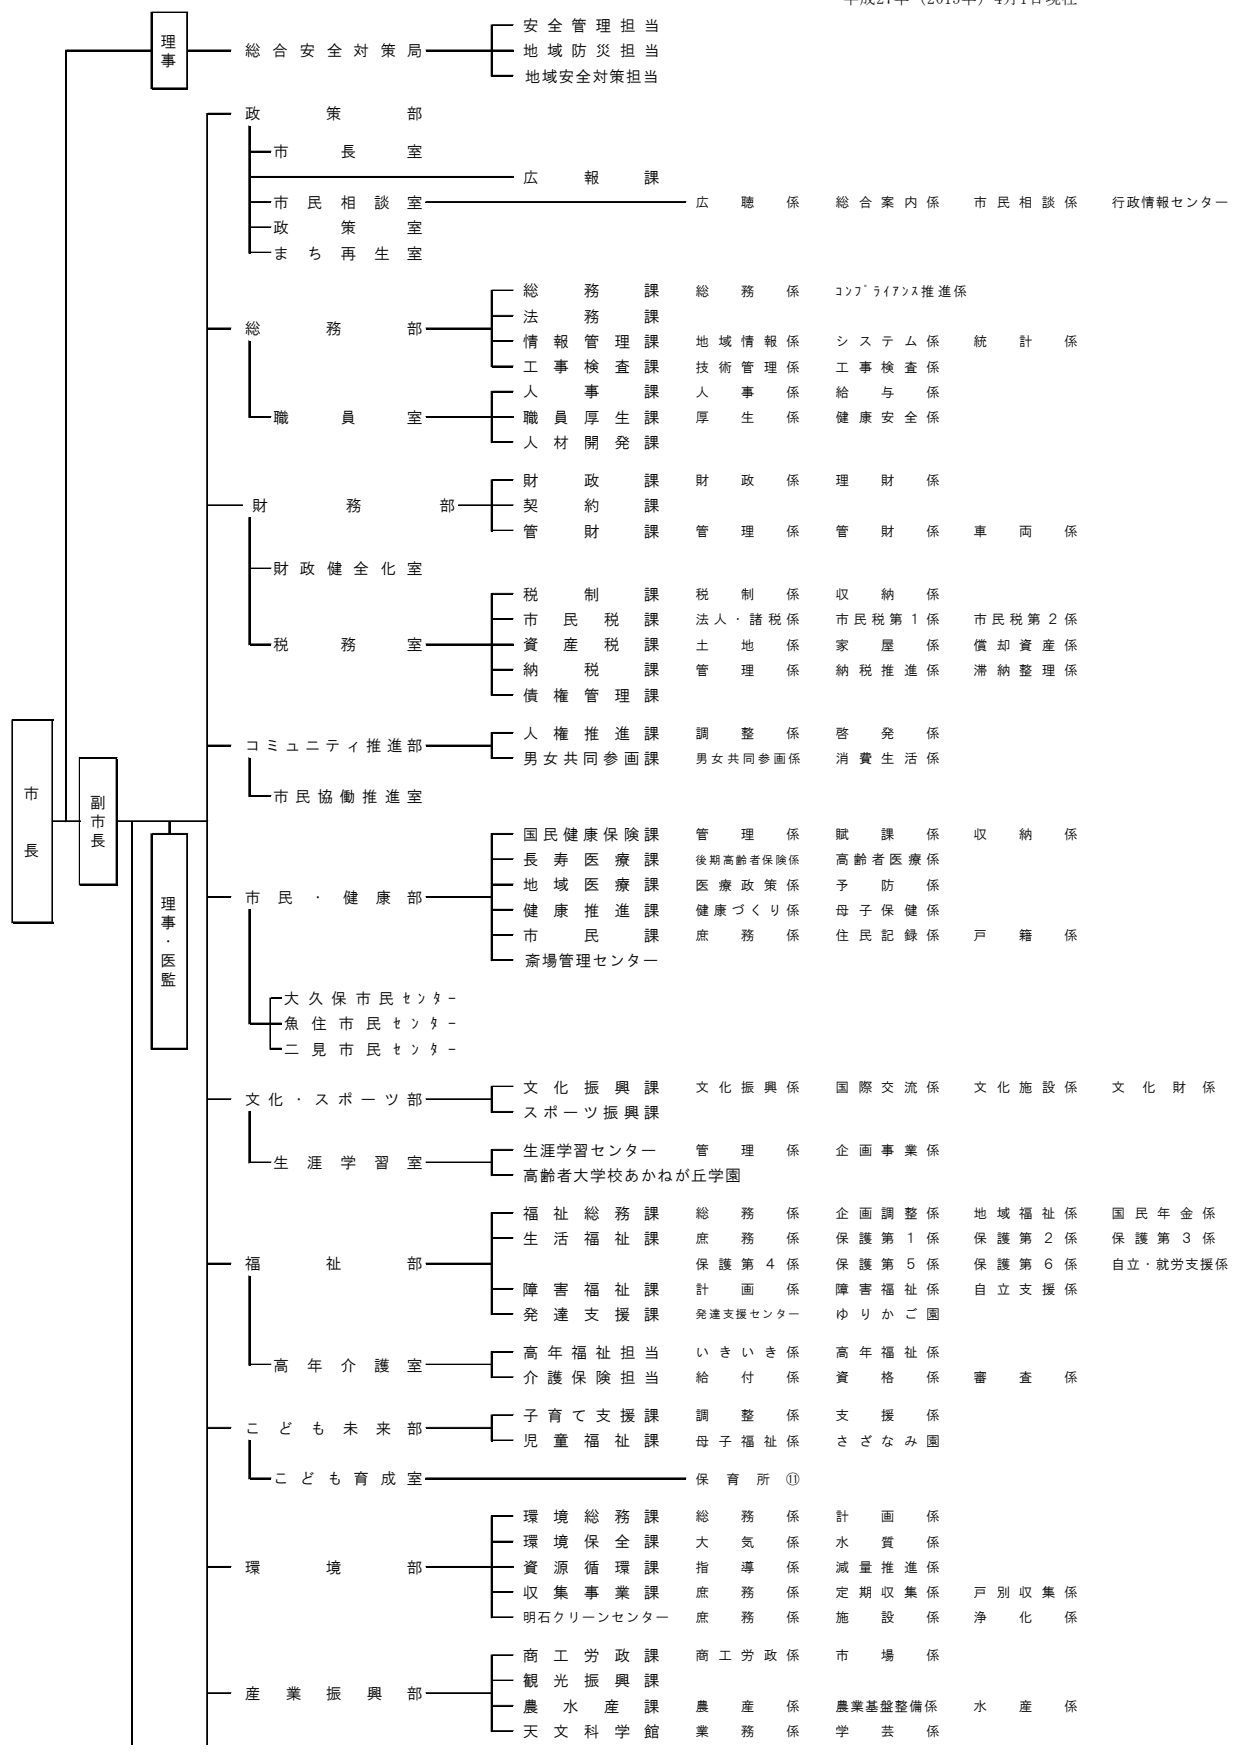 平成27年（2015年）4月1日現在
安全管理担当
理事 総合安全対策局 地域防災担当
地域安全対策担当
政策部
市長室
広報課
市民相談室 広聴係 総合案内係 市民相談係 行政情報センター
政策室
まち再生室
総務課 総務係 コンプライアンス推進係
法務課
総務部
情報管理課 地域情報係 システム係 統計係
工事検査課 技術管理係 工事検査係
人事課 人事係 給与係
職員室 職員厚生課 厚生係 健康安全係
人材開発課
財政課 財政係 理財係
財務部 契約課
管財課 管理係 管財係 車両係
財政健全化室
税制課 税制係 収納係
市民税課 法人・諸税係 市民税第1係 市民税第2係
税務室 資産税課 土地係 家屋係 償却資産係
納税課 管理係 納税推進係 滞納整理係
債権管理課
人権推進課 調整係 啓発係
コミュニティ推進部
男女共同参画課 男女共同参画係 消費生活係
市民協働推進室
市長
副市長
理事・医監
国民健康保険課 管理係 賦課係 収納係
長寿医療課 後期高齢者保険係 高齢者医療係
地域医療課 医療政策係 予防係
市民・健康部
健康推進課 健康づくり係 母子保健係
市民課 庶務係 住民記録係 戸籍係
斎場管理センター
大久保市民センター
魚住市民センター
二見市民センター
文化振興課 文化振興係 国際交流係 文化施設係 文化財係
文化・スポーツ部
スポーツ振興課
生涯学習センター 管理係 企画事業係
生涯学習室
高齢者大学校あかねが丘学園
福祉総務課 総務係 企画調整係 地域福祉係 国民年金係
生活福祉課 庶務係 保護第1係 保護第2係 保護第3係
福祉部 保護第4係 保護第5係 保護第6係 自立・就労支援係
障害福祉課 計画係 障害福祉係 自立支援係
発達支援課 発達支援センター ゆりかご園
高年福祉担当 いきいき係 高年福祉係
高年介護室
介護保険担当 給付係 資格係 審査係
子育て支援課 調整係 支援係
こども未来部
児童福祉課 母子福祉係 さざなみ園
こども育成室 保育所⑪
環境総務課 総務係 計画係
環境保全課 大気係 水質係
環境部 資源循環課 指導係 減量推進係
収集事業課 庶務係 定期収集係 戸別収集係
明石クリーンセンター 庶務係 施設係 浄化係
商工労政課 商工労政係 市場係
観光振興課
産業振興部
農水産課 農産係 農業基盤整備係 水産係
天文科学館 業務係 学芸係